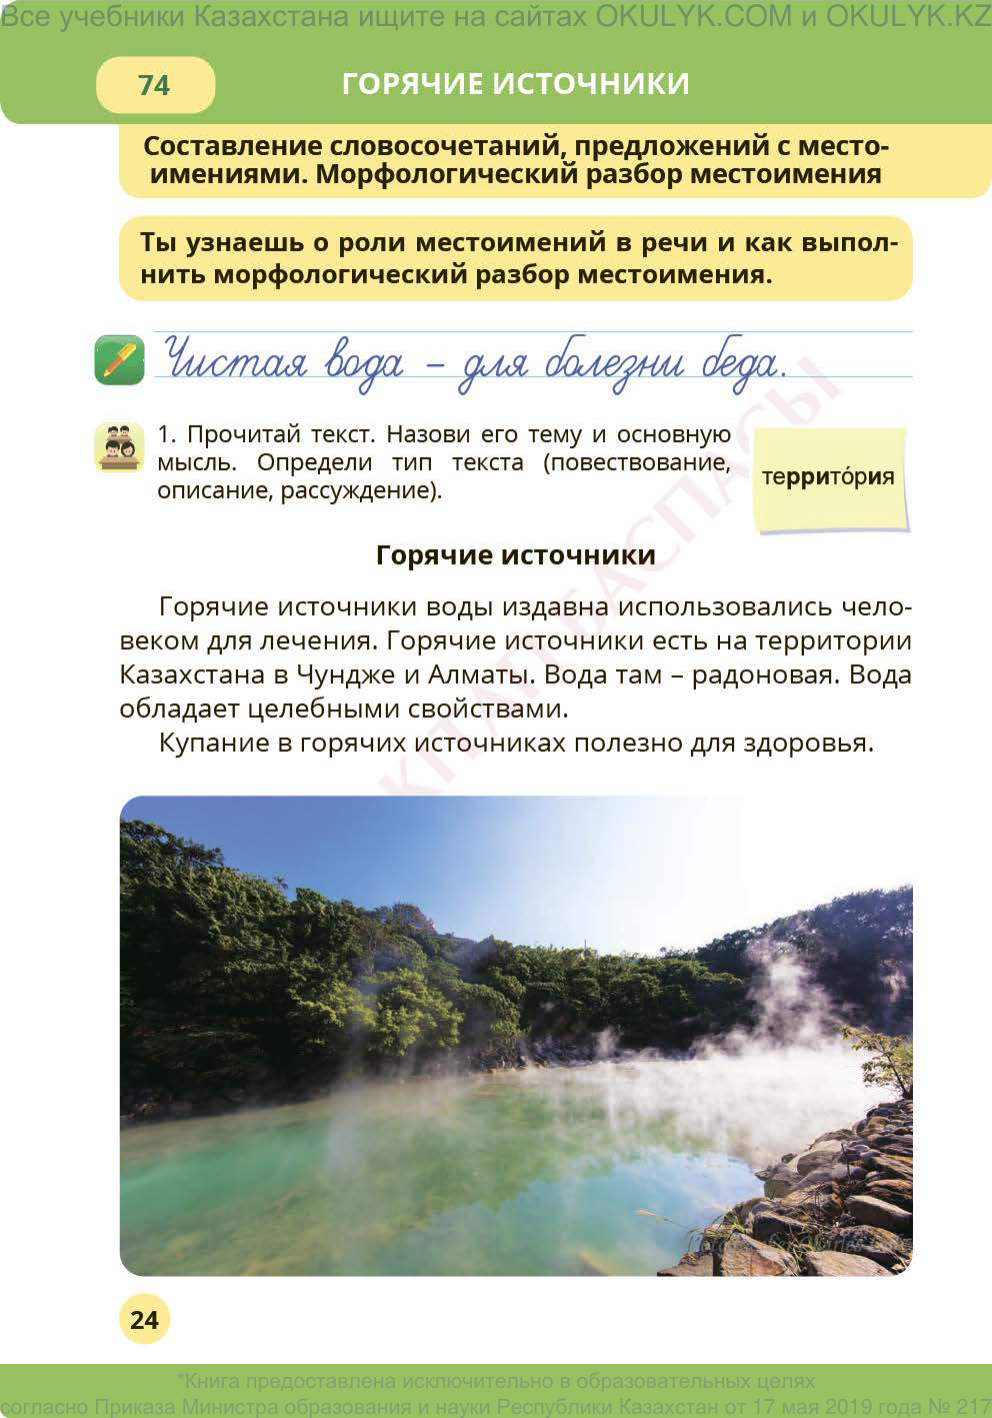 Все учебники Казахстана ищите на сайтах OKULYK.COM и OKULYK.KZ
74
ГОРЯЧИЕ ИСТОЧНИКИ
Составление словосочетаний, предложений с место-
имениями. Морфологический разбор местоимения
Ты узнаешь о роли местоимений в речи и как выпол-
нить морфологический разбор местоимения.
Чистая вода – для болезни беда.
1. Прочитай текст. Назови его тему и основную
мысль. Определи тип текста (повествование,
описание, рассуждение).
террито́рия
Горячие источники
Горячие источники воды издавна использовались чело-
веком для лечения. Горячие источники есть на территории
Казахстана в Чундже и Алматы. Вода там – радоновая. Вода
обладает целебными свойствами.
Купание в горячих источниках полезно для здоровья.
КІТАП БАСПАСЫ
24
*Книга предоставлена исключительно в образовательных целях
согласно Приказа Министра образования и науки Республики Казахстан от 17 мая 2019 года № 217